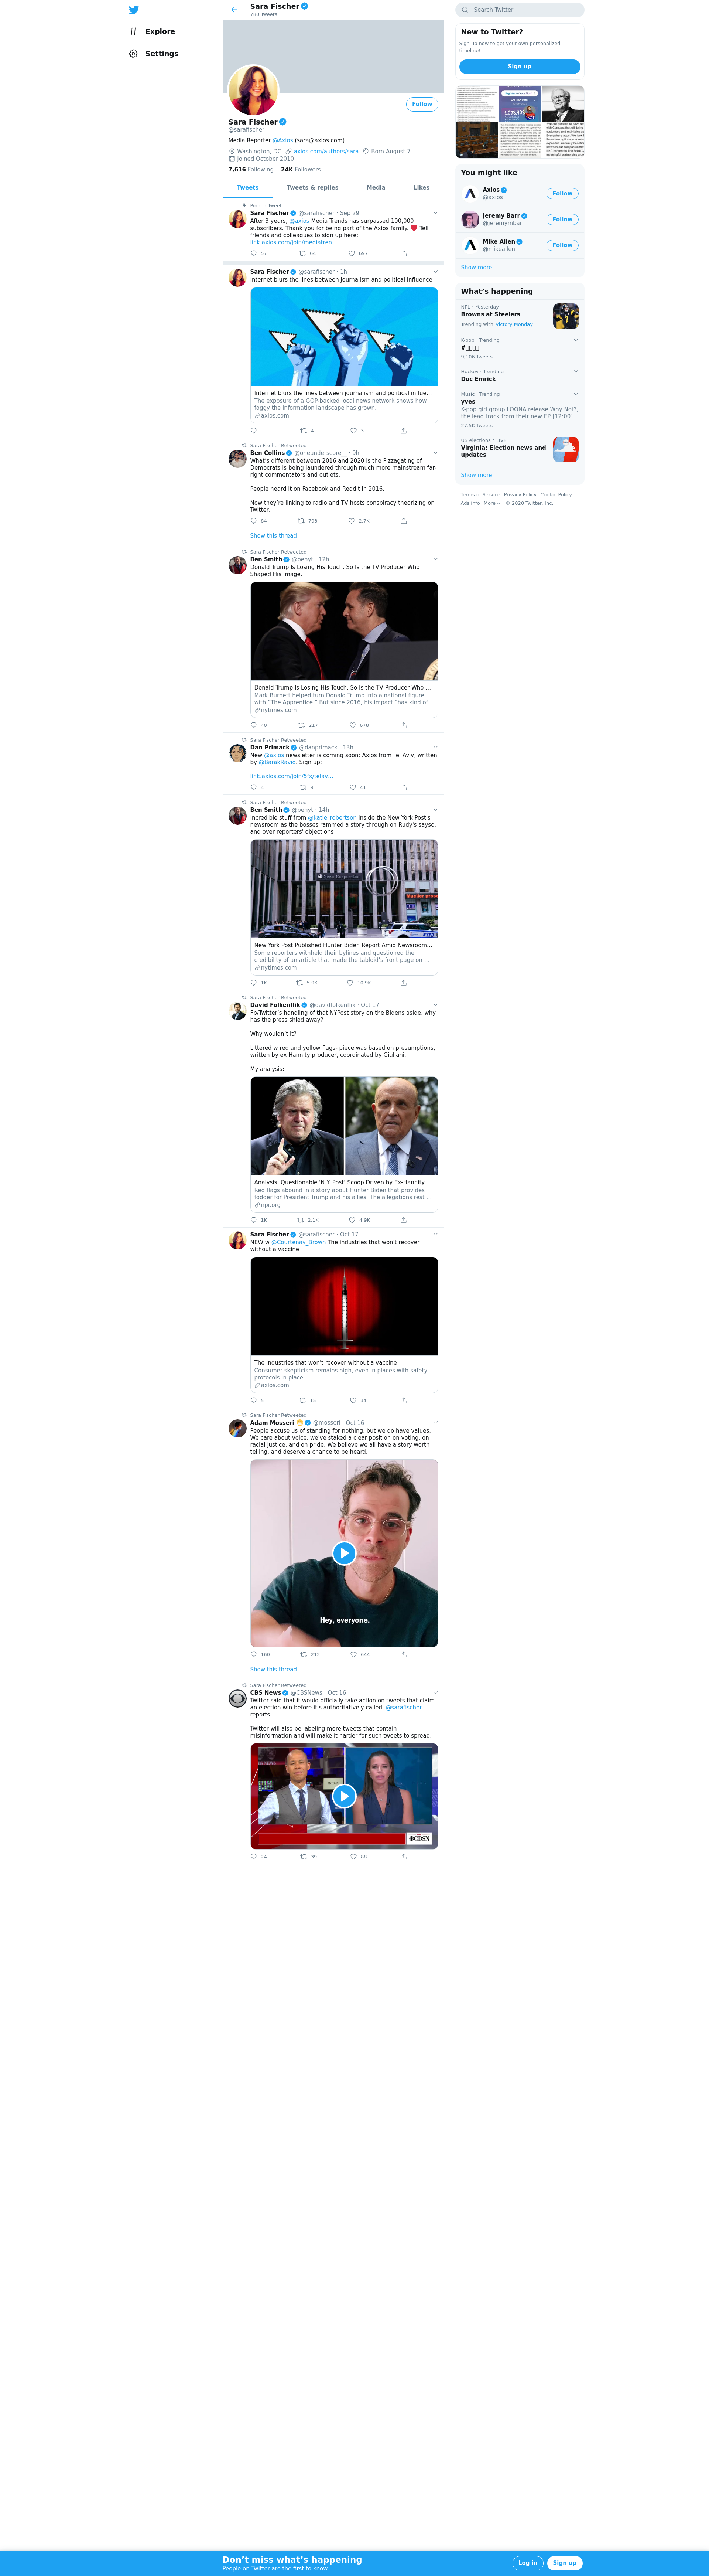 Explore
Settings
Sara Fischer
780 Tweets
Follow
Sara Fischer
@sarafischer
Media Reporter @Axios (sara@axios.com)
Washington, DC axios.com/authors/sara Born August 7
Joined October 2010
7,616 Following 24K Followers
Tweets Tweets & replies Media Likes
Pinned Tweet
Sara Fischer @sarafischer · Sep 29
After 3 years, @axios Media Trends has surpassed 100,000
subscribers. Thank you for being part of the Axios family. ❤️ Tell
friends and colleagues to sign up here:
link.axios.com/join/mediatren…
57 64 697
Sara Fischer @sarafischer · 1h
Internet blurs the lines between journalism and political influence
Internet blurs the lines between journalism and political influe...
The exposure of a GOP-backed local news network shows how
foggy the information landscape has grown.
axios.com
4 3
Sara Fischer Retweeted
Ben Collins @oneunderscore__ · 9h
What's different between 2016 and 2020 is the Pizzagating of
Democrats is being laundered through much more mainstream far-
right commentators and outlets.
People heard it on Facebook and Reddit in 2016.
Now they're linking to radio and TV hosts conspiracy theorizing on
Twitter.
84 793 2.7K
Show this thread
Sara Fischer Retweeted
Ben Smith @benyt · 12h
Donald Trump Is Losing His Touch. So Is the TV Producer Who
Shaped His Image.
Donald Trump Is Losing His Touch. So Is the TV Producer Who ...
Mark Burnett helped turn Donald Trump into a national figure
with "The Apprentice." But since 2016, his impact "has kind of...
nytimes.com
40 217 678
Sara Fischer Retweeted
Dan Primack @danprimack · 13h
New @axios newsletter is coming soon: Axios from Tel Aviv, written
by @BarakRavid. Sign up:
link.axios.com/join/5fx/telav…
4 9 41
Sara Fischer Retweeted
Ben Smith @benyt · 14h
Incredible stuff from @katie_robertson inside the New York Post's
newsroom as the bosses rammed a story through on Rudy's sayso,
and over reporters' objections
New York Post Published Hunter Biden Report Amid Newsroom...
Some reporters withheld their bylines and questioned the
credibility of an article that made the tabloid's front page on ...
nytimes.com
1K 5.9K 10.9K
Sara Fischer Retweeted
David Folkenflik @davidfolkenflik · Oct 17
Fb/Twitter's handling of that NYPost story on the Bidens aside, why
has the press shied away?
Why wouldn't it?
Littered w red and yellow flags- piece was based on presumptions,
written by ex Hannity producer, coordinated by Giuliani.
My analysis:
Analysis: Questionable 'N.Y. Post' Scoop Driven by Ex-Hannity ...
Red flags abound in a story about Hunter Biden that provides
fodder for President Trump and his allies. The allegations rest ...
npr.org
1K 2.1K 4.9K
Sara Fischer @sarafischer · Oct 17
NEW w @Courtenay_Brown The industries that won't recover
without a vaccine
The industries that won't recover without a vaccine
Consumer skepticism remains high, even in places with safety
protocols in place.
axios.com
5 15 34
Sara Fischer Retweeted
Adam Mosseri 😷 @mosseri · Oct 16
People accuse us of standing for nothing, but we do have values.
We care about voice, we've staked a clear position on voting, on
racial justice, and on pride. We believe we all have a story worth
telling, and deserve a chance to be heard.
Hey, everyone.
160 212 644
Show this thread
Sara Fischer Retweeted
CBS News @CBSNews · Oct 16
Twitter said that it would officially take action on tweets that claim
an election win before it's authoritatively called, @sarafischer
reports.
Twitter will also be labeling more tweets that contain
misinformation and will make it harder for such tweets to spread.
CBSN
24 39 88
Search Twitter
New to Twitter?
Sign up now to get your own personalized
timeline!
Sign up
You might like
Axios
@axios
Follow
Jeremy Barr
@jeremymbarr
Follow
Mike Allen
@mikeallen
Follow
Show more
What's happening
NFL · Yesterday
Browns at Steelers
Trending with Victory Monday
K-pop · Trending
9,106 Tweets
Hockey · Trending
Doc Emrick
Music · Trending
yves
K-pop girl group LOONA release Why Not?,
the lead track from their new EP [12:00]
27.5K Tweets
US elections · LIVE
Virginia: Election news and
updates
Show more
Terms of Service Privacy Policy Cookie Policy
Ads info More © 2020 Twitter, Inc.
Don't miss what's happening
People on Twitter are the first to know.
Log in Sign up